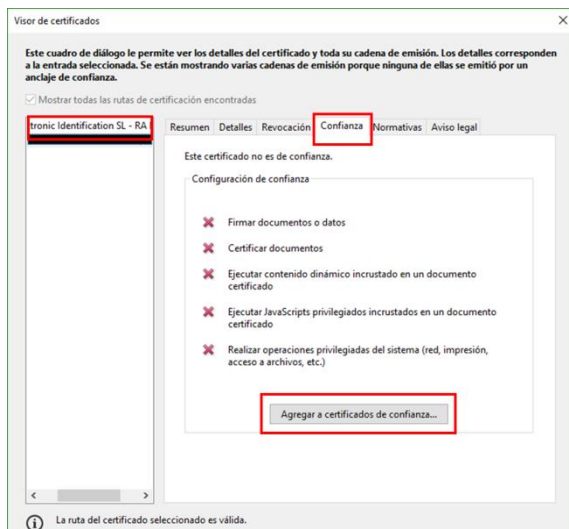 Visor de certificados
Este cuadro de diálogo le permite ver los detalles del certificado y toda su cadena de emisión. Los detalles corresponden
a la entrada seleccionada. Se están mostrando varias cadenas de emisión porque ninguna de ellas se emitió por un
anclaje de confianza.
Mostrar todas las rutas de certificación encontradas
tronic Identification SL - RA
Resumen Detalles Revocación Confianza Normativas Aviso legal
Este certificado no es de confianza.
Configuración de confianza
Firmar documentos o datos
Certificar documentos
Ejecutar contenido dinámico incrustado en un documento
certificado
Ejecutar JavaScripts privilegiados incrustados en un documento
certificado
Realizar operaciones privilegiadas del sistema (red, impresión,
acceso a archivos, etc.)
Agregar a certificados de confianza...
La ruta del certificado seleccionado es válida.